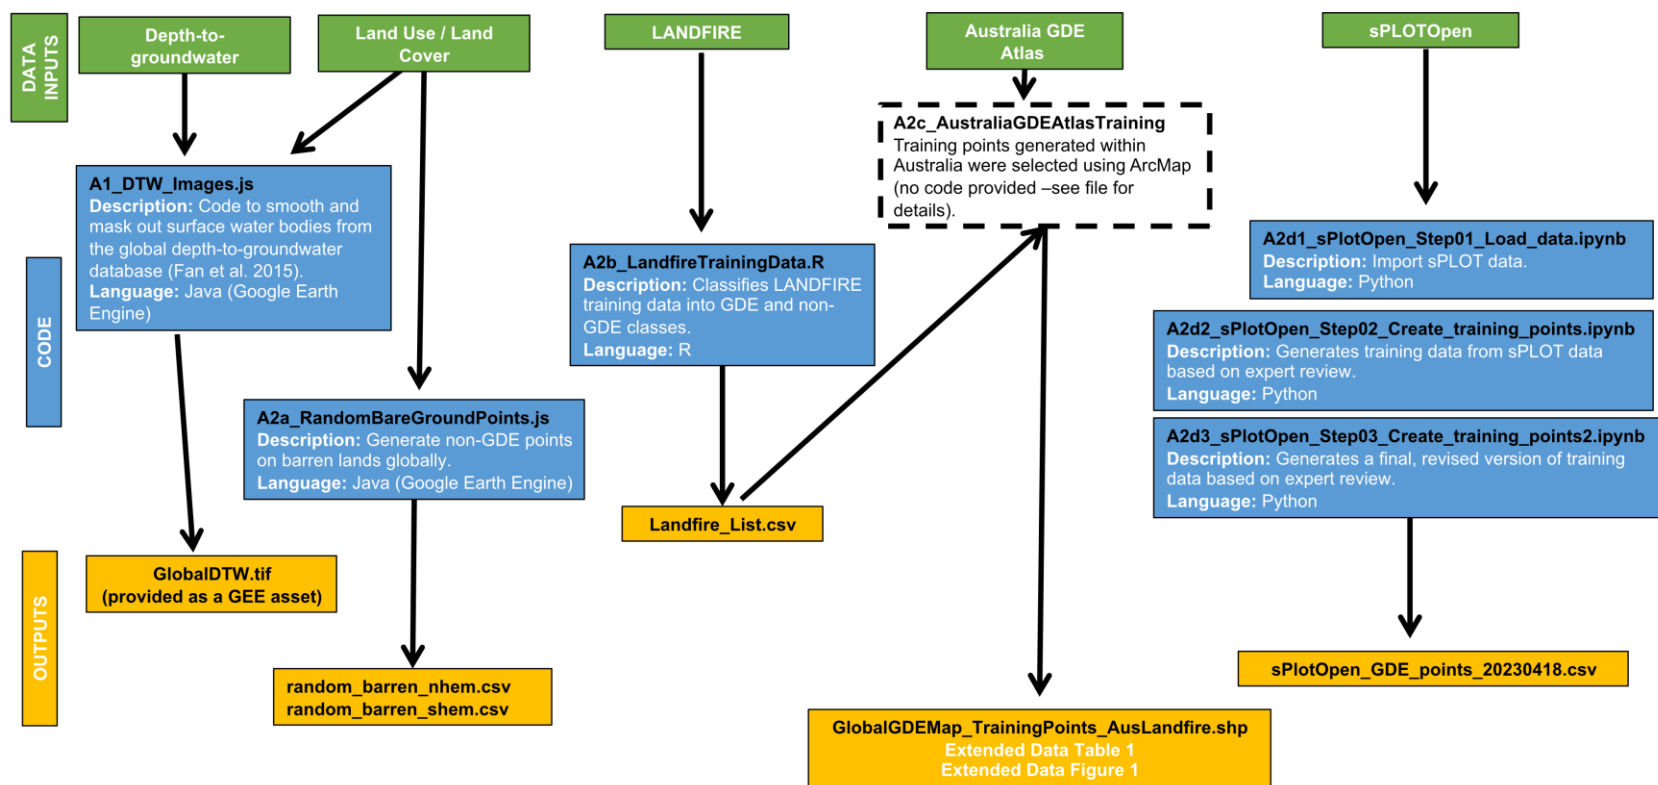 DATA
INPUTS
Depth-to-
groundwater
Land Use / Land
Cover
LANDFIRE
Australia GDE
Atlas
sPLOTOpen
A2c_AustraliaGDEAtlasTraining
Training points generated within
Australia were selected using ArcMap
(no code provided –see file for
details).
CODE
A1_DTW_Images.js
Description: Code to smooth and
mask out surface water bodies from
the global depth-to-groundwater
database (Fan et al. 2015).
Language: Java (Google Earth
Engine)
A2a_RandomBareGroundPoints.js
Description: Generate non-GDE points
on barren lands globally.
Language: Java (Google Earth Engine)
A2b_LandfireTrainingData.R
Description: Classifies LANDFIRE
training data into GDE and non-
GDE classes.
Language: R
A2d1_sPlotOpen_Step01_Load_data.ipynb
Description: Import sPLOT data.
Language: Python
A2d2_sPlotOpen_Step02_Create_training_points.ipynb
Description: Generates training data from sPLOT data
based on expert review.
Language: Python
A2d3_sPlotOpen_Step03_Create_training_points2.ipynb
Description: Generates a final, revised version of training
data based on expert review.
Language: Python
OUTPUTS
GlobalDTW.tif
(provided as a GEE asset)
random_barren_nhem.csv
random_barren_shem.csv
Landfire_List.csv
GlobalGDEMap_TrainingPoints_AusLandfire.shp
Extended Data Table 1
Extended Data Figure 1
sPlotOpen_GDE_points_20230418.csv